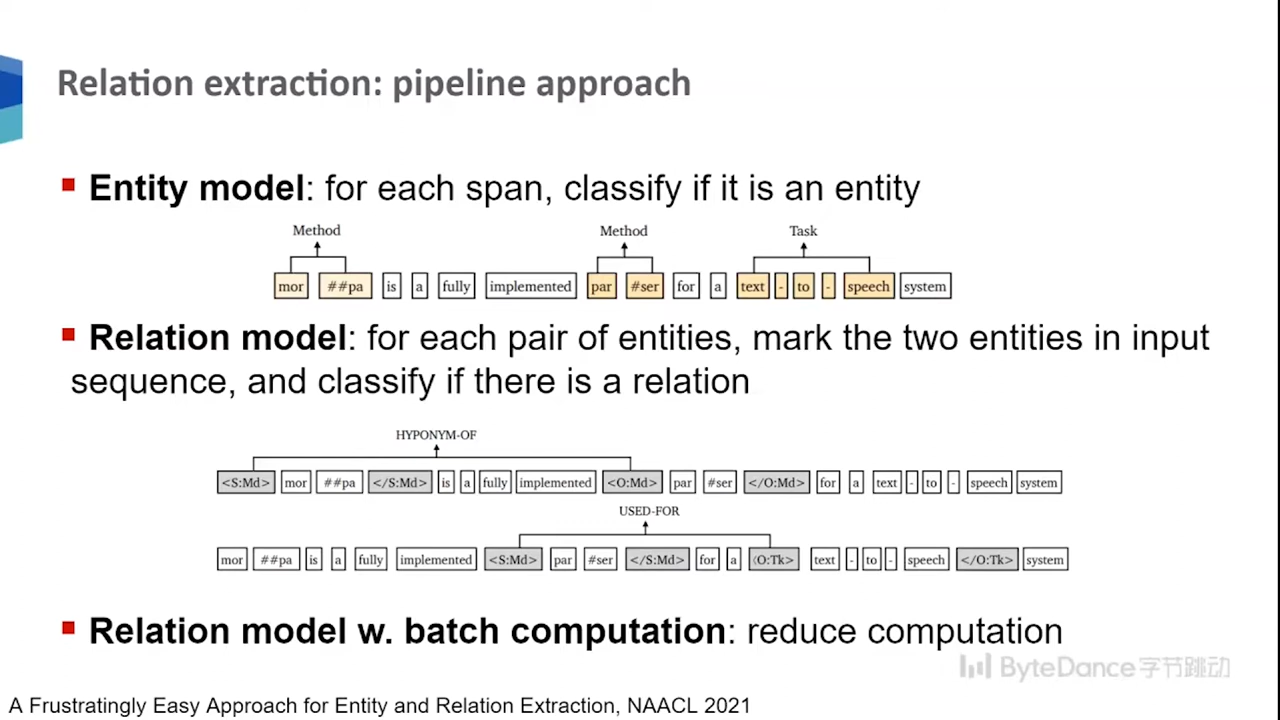 Relation extraction: pipeline approach
Entity model: for each span, classify if it is an entity
Method Method Task
mor ##pa is a fully implemented par #ser for a text - to - speech system
Relation model: for each pair of entities, mark the two entities in input
sequence, and classify if there is a relation
HYPONYM-OF
<S:Md> mor ##pa </S:Md> is a fully implemented <O:Md> par #ser </O:Md> for a text - to - speech system
USED-FOR
mor ##pa is a fully implemented <S:Md> par #ser </S:Md> for a <O:Tk> text - to - speech </O:Tk> system
Relation model w. batch computation: reduce computation
ByteDance字节跳动
A Frustratingly Easy Approach for Entity and Relation Extraction, NAACL 2021